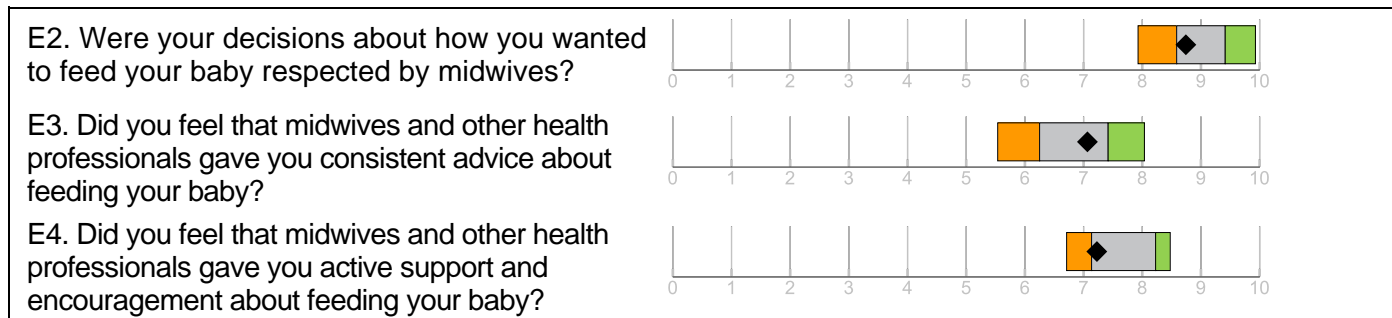 E2. Were your decisions about how you wanted
to feed your baby respected by midwives?
0 1 2 3 4 5 6 7 8 9 10
E3. Did you feel that midwives and other health
professionals gave you consistent advice about
feeding your baby?
0 1 2 3 4 5 6 7 8 9 10
E4. Did you feel that midwives and other health
professionals gave you active support and
encouragement about feeding your baby?
0 1 2 3 4 5 6 7 8 9 10